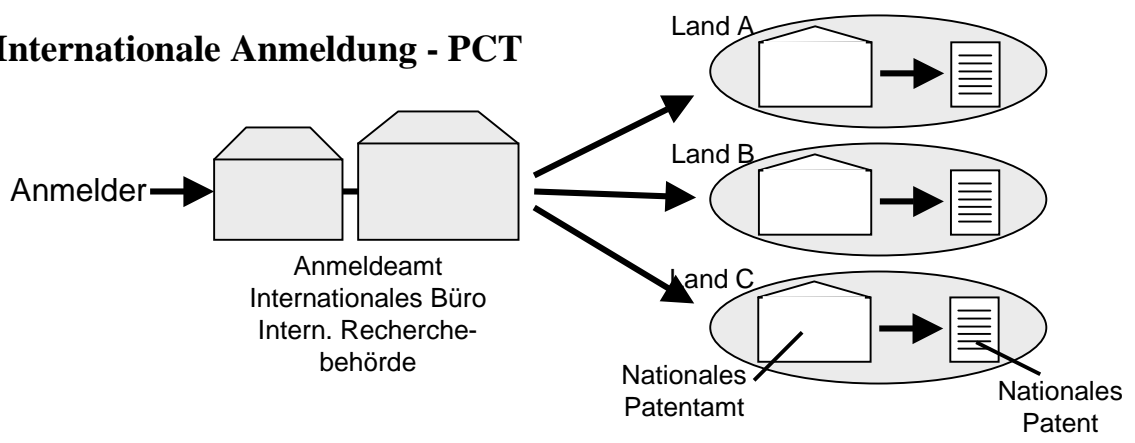 Internationale Anmeldung - PCT
Land A
Land B
Anmelder
Land C
Anmeldeamt
Internationales Büro
Intern. Recherche-
behörde
Nationales
Patentamt
Nationales
Patent